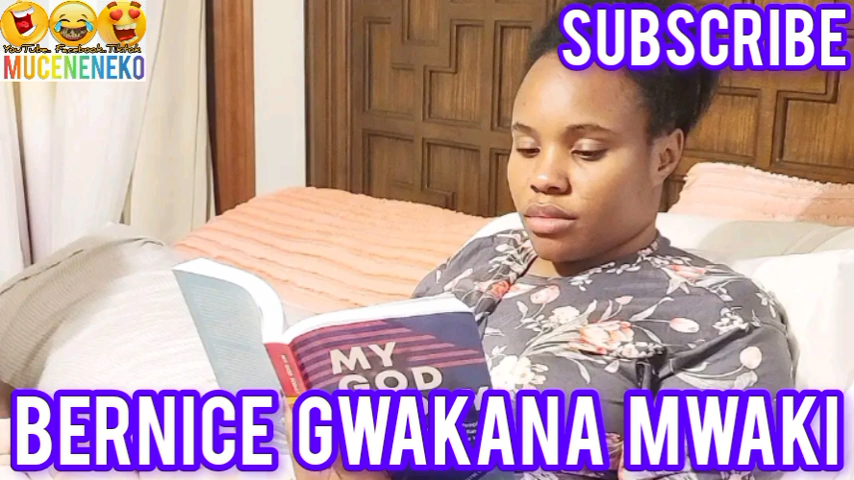 SUBSCRIBE
YouTube. Facebook. Tiktok
MUCENENEKO
MY
GOD
BERNICE GWAKANA MWAKI